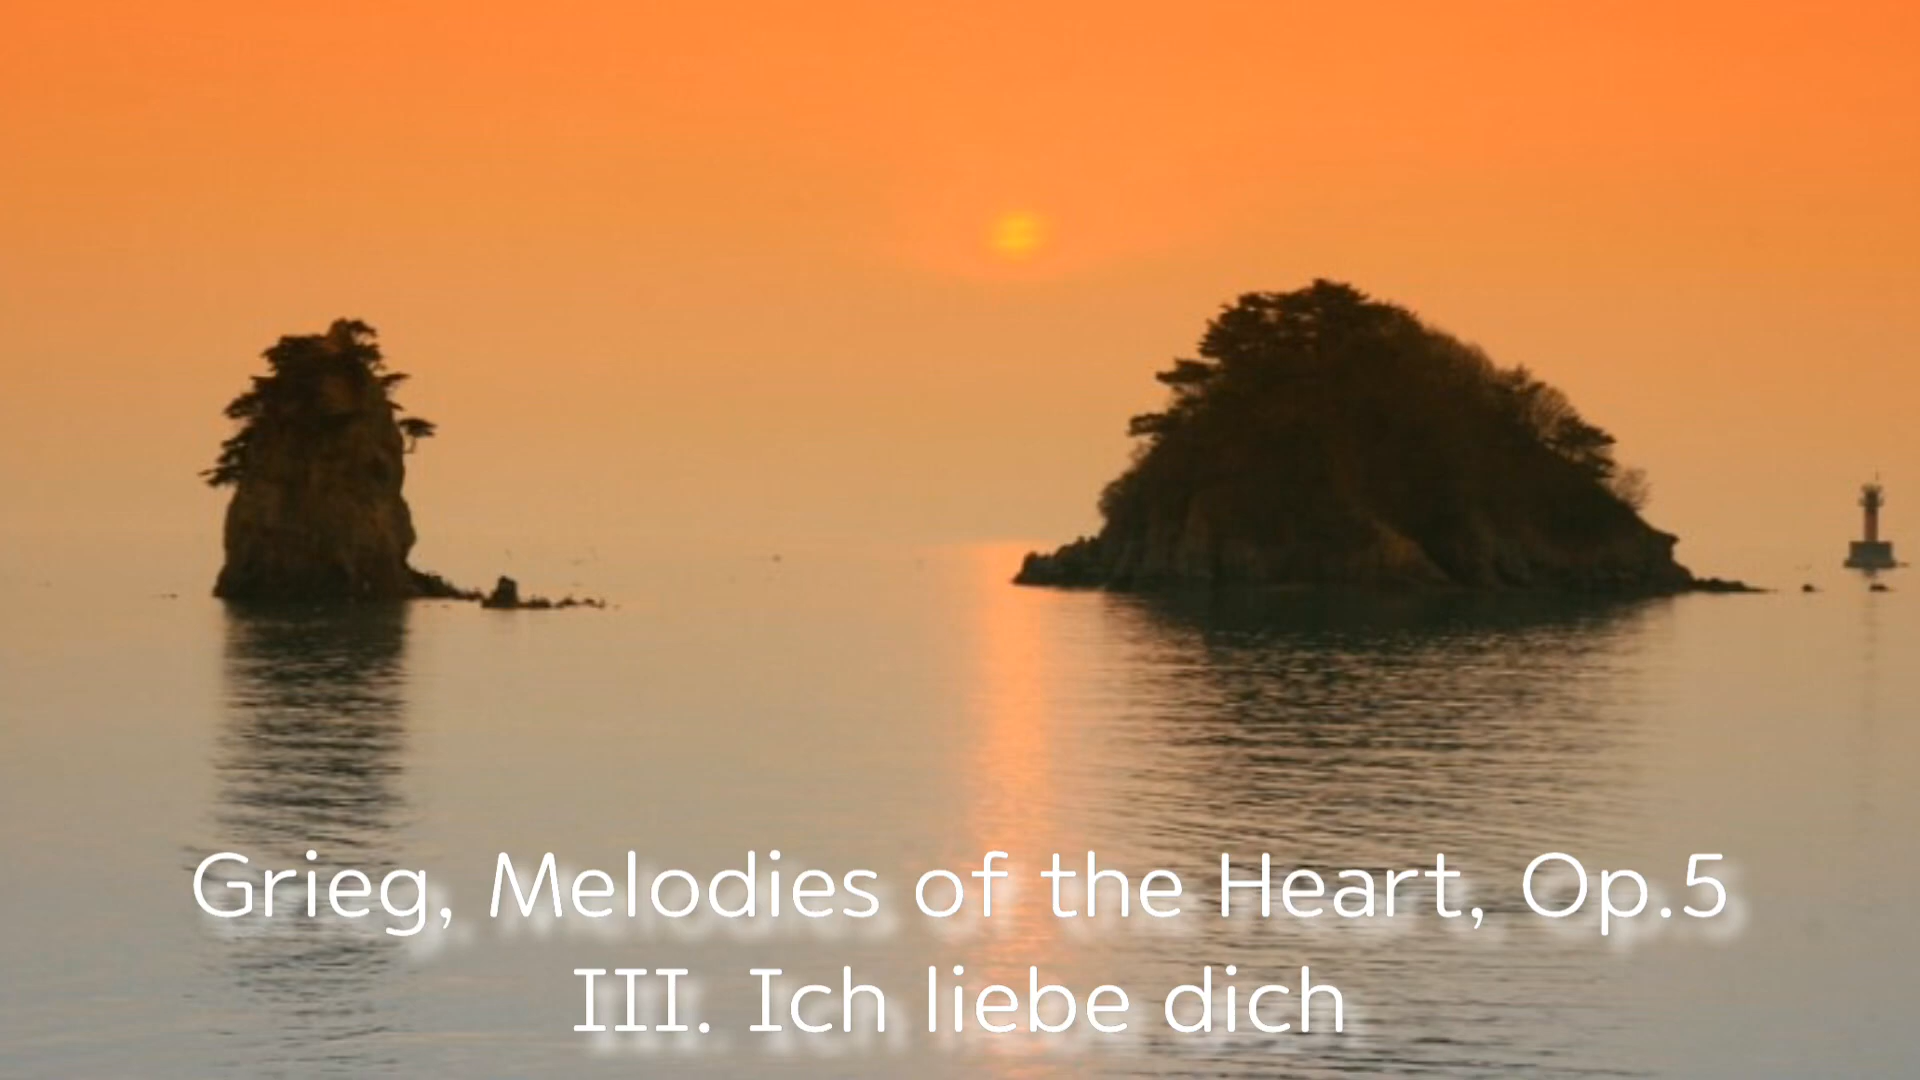 Grieg, Melodies of the Heart, Op.5
III. Ich liebe dich